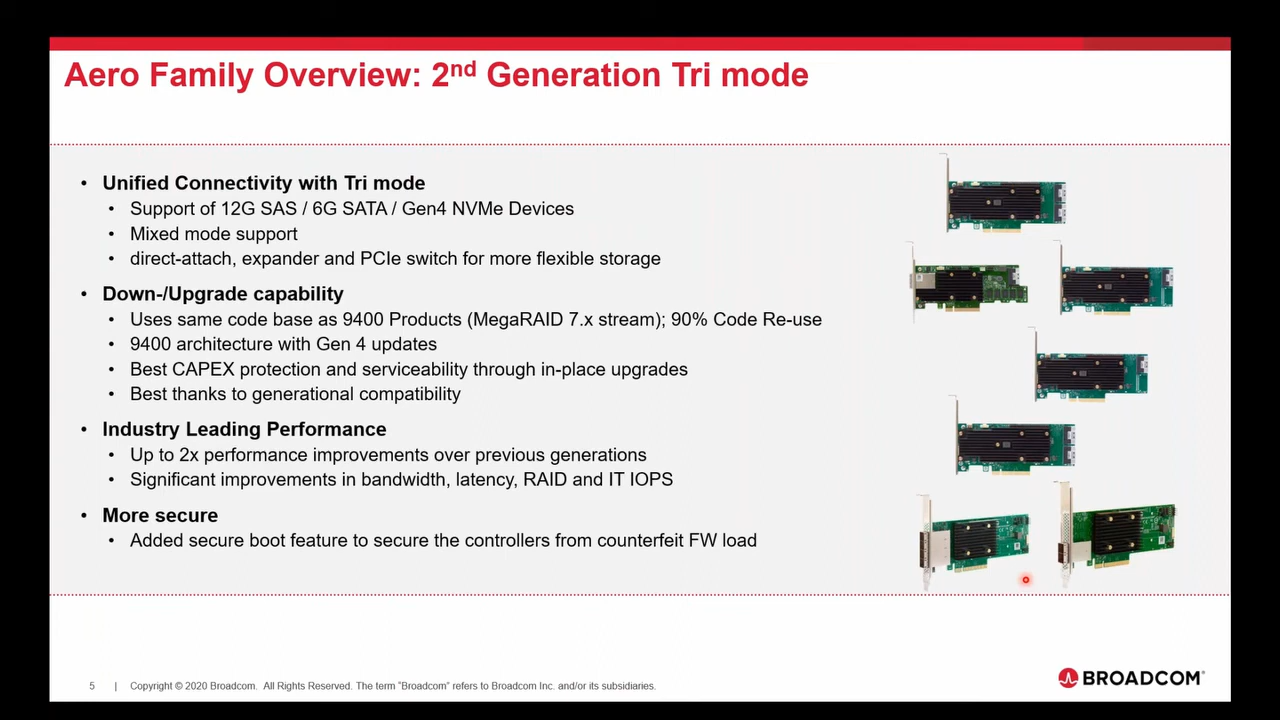 Aero Family Overview: 2nd Generation Tri mode
• Unified Connectivity with Tri mode
• Support of 12G SAS / 6G SATA / Gen4 NVMe Devices
• Mixed mode support
• direct-attach, expander and PCIe switch for more flexible storage
• Down-/Upgrade capability
• Uses same code base as 9400 Products (MegaRAID 7.x stream); 90% Code Re-use
• 9400 architecture with Gen 4 updates
• Best CAPEX protection and serviceability through in-place upgrades
• Best thanks to generational compatibility
• Industry Leading Performance
• Up to 2x performance improvements over previous generations
• Significant improvements in bandwidth, latency, RAID and IT IOPS
• More secure
• Added secure boot feature to secure the controllers from counterfeit FW load
5 | Copyright © 2020 Broadcom. All Rights Reserved. The term "Broadcom" refers to Broadcom Inc. and/or its subsidiaries.
BROADCOM®